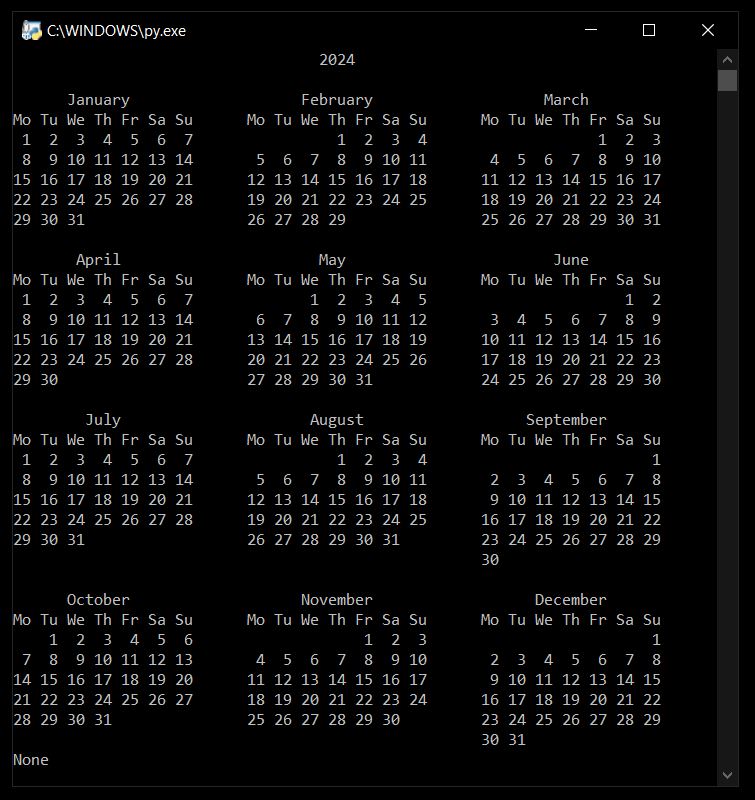 C:\WINDOWS\py.exe
                                  2024

      January                   February                   March
Mo Tu We Th Fr Sa Su      Mo Tu We Th Fr Sa Su      Mo Tu We Th Fr Sa Su
 1  2  3  4  5  6  7                1  2  3  4                   1  2  3
 8  9 10 11 12 13 14       5  6  7  8  9 10 11       4  5  6  7  8  9 10
15 16 17 18 19 20 21      12 13 14 15 16 17 18      11 12 13 14 15 16 17
22 23 24 25 26 27 28      19 20 21 22 23 24 25      18 19 20 21 22 23 24
29 30 31                  26 27 28 29               25 26 27 28 29 30 31

       April                      May                       June
Mo Tu We Th Fr Sa Su      Mo Tu We Th Fr Sa Su      Mo Tu We Th Fr Sa Su
 1  2  3  4  5  6  7             1  2  3  4  5                      1  2
 8  9 10 11 12 13 14       6  7  8  9 10 11 12       3  4  5  6  7  8  9
15 16 17 18 19 20 21      13 14 15 16 17 18 19      10 11 12 13 14 15 16
22 23 24 25 26 27 28      20 21 22 23 24 25 26      17 18 19 20 21 22 23
29 30                     27 28 29 30 31            24 25 26 27 28 29 30

        July                     August                  September
Mo Tu We Th Fr Sa Su      Mo Tu We Th Fr Sa Su      Mo Tu We Th Fr Sa Su
 1  2  3  4  5  6  7                1  2  3  4                         1
 8  9 10 11 12 13 14       5  6  7  8  9 10 11       2  3  4  5  6  7  8
15 16 17 18 19 20 21      12 13 14 15 16 17 18       9 10 11 12 13 14 15
22 23 24 25 26 27 28      19 20 21 22 23 24 25      16 17 18 19 20 21 22
29 30 31                  26 27 28 29 30 31         23 24 25 26 27 28 29
                                                    30

      October                   November                  December
Mo Tu We Th Fr Sa Su      Mo Tu We Th Fr Sa Su      Mo Tu We Th Fr Sa Su
    1  2  3  4  5  6                   1  2  3                         1
 7  8  9 10 11 12 13       4  5  6  7  8  9 10       2  3  4  5  6  7  8
14 15 16 17 18 19 20      11 12 13 14 15 16 17       9 10 11 12 13 14 15
21 22 23 24 25 26 27      18 19 20 21 22 23 24      16 17 18 19 20 21 22
28 29 30 31               25 26 27 28 29 30         23 24 25 26 27 28 29
                                                    30 31
None